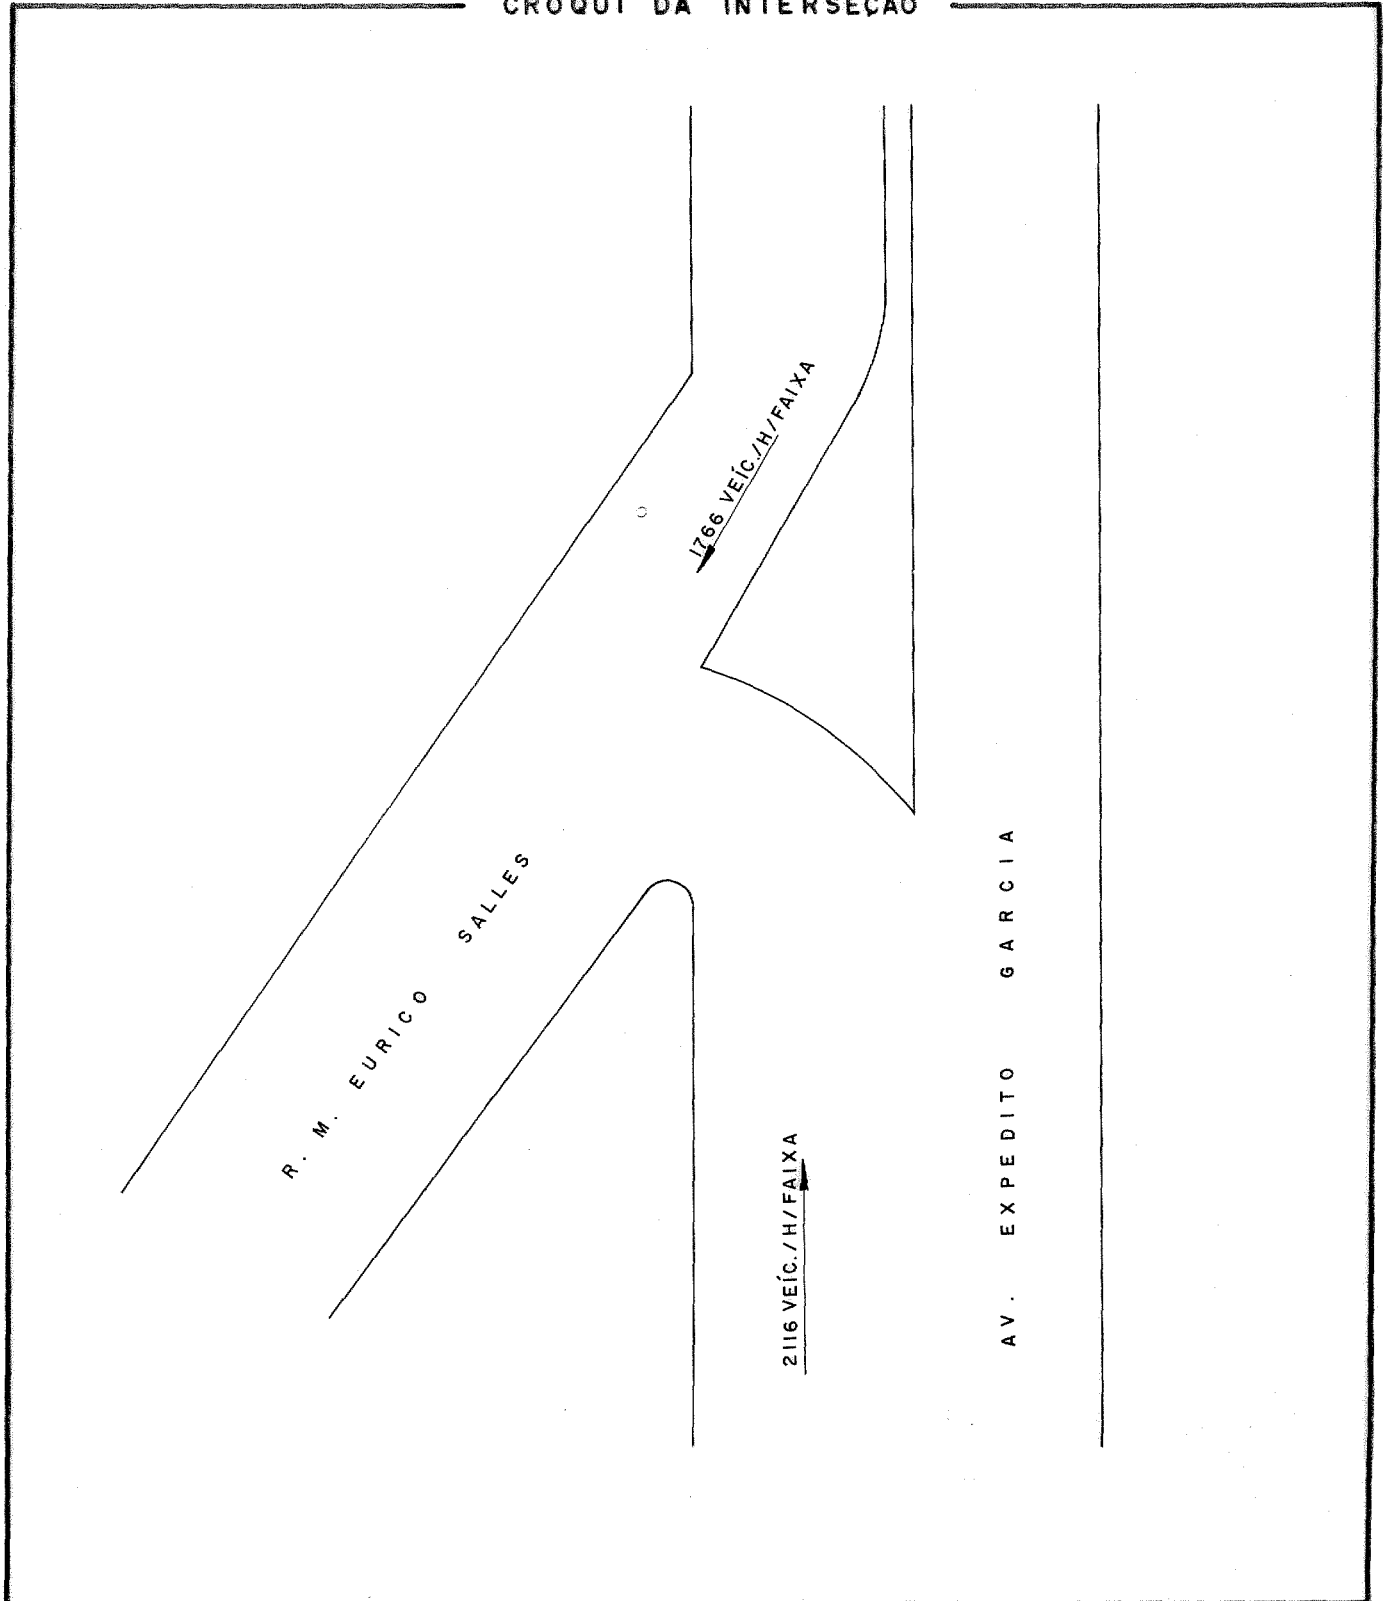 CROQUI DA INTERSEÇÃO
1766 VEÍC./H/FAIXA
R. M. EURICO SALLES
AV. EXPEDITO GARCIA
2116 VEÍC./H/FAIXA